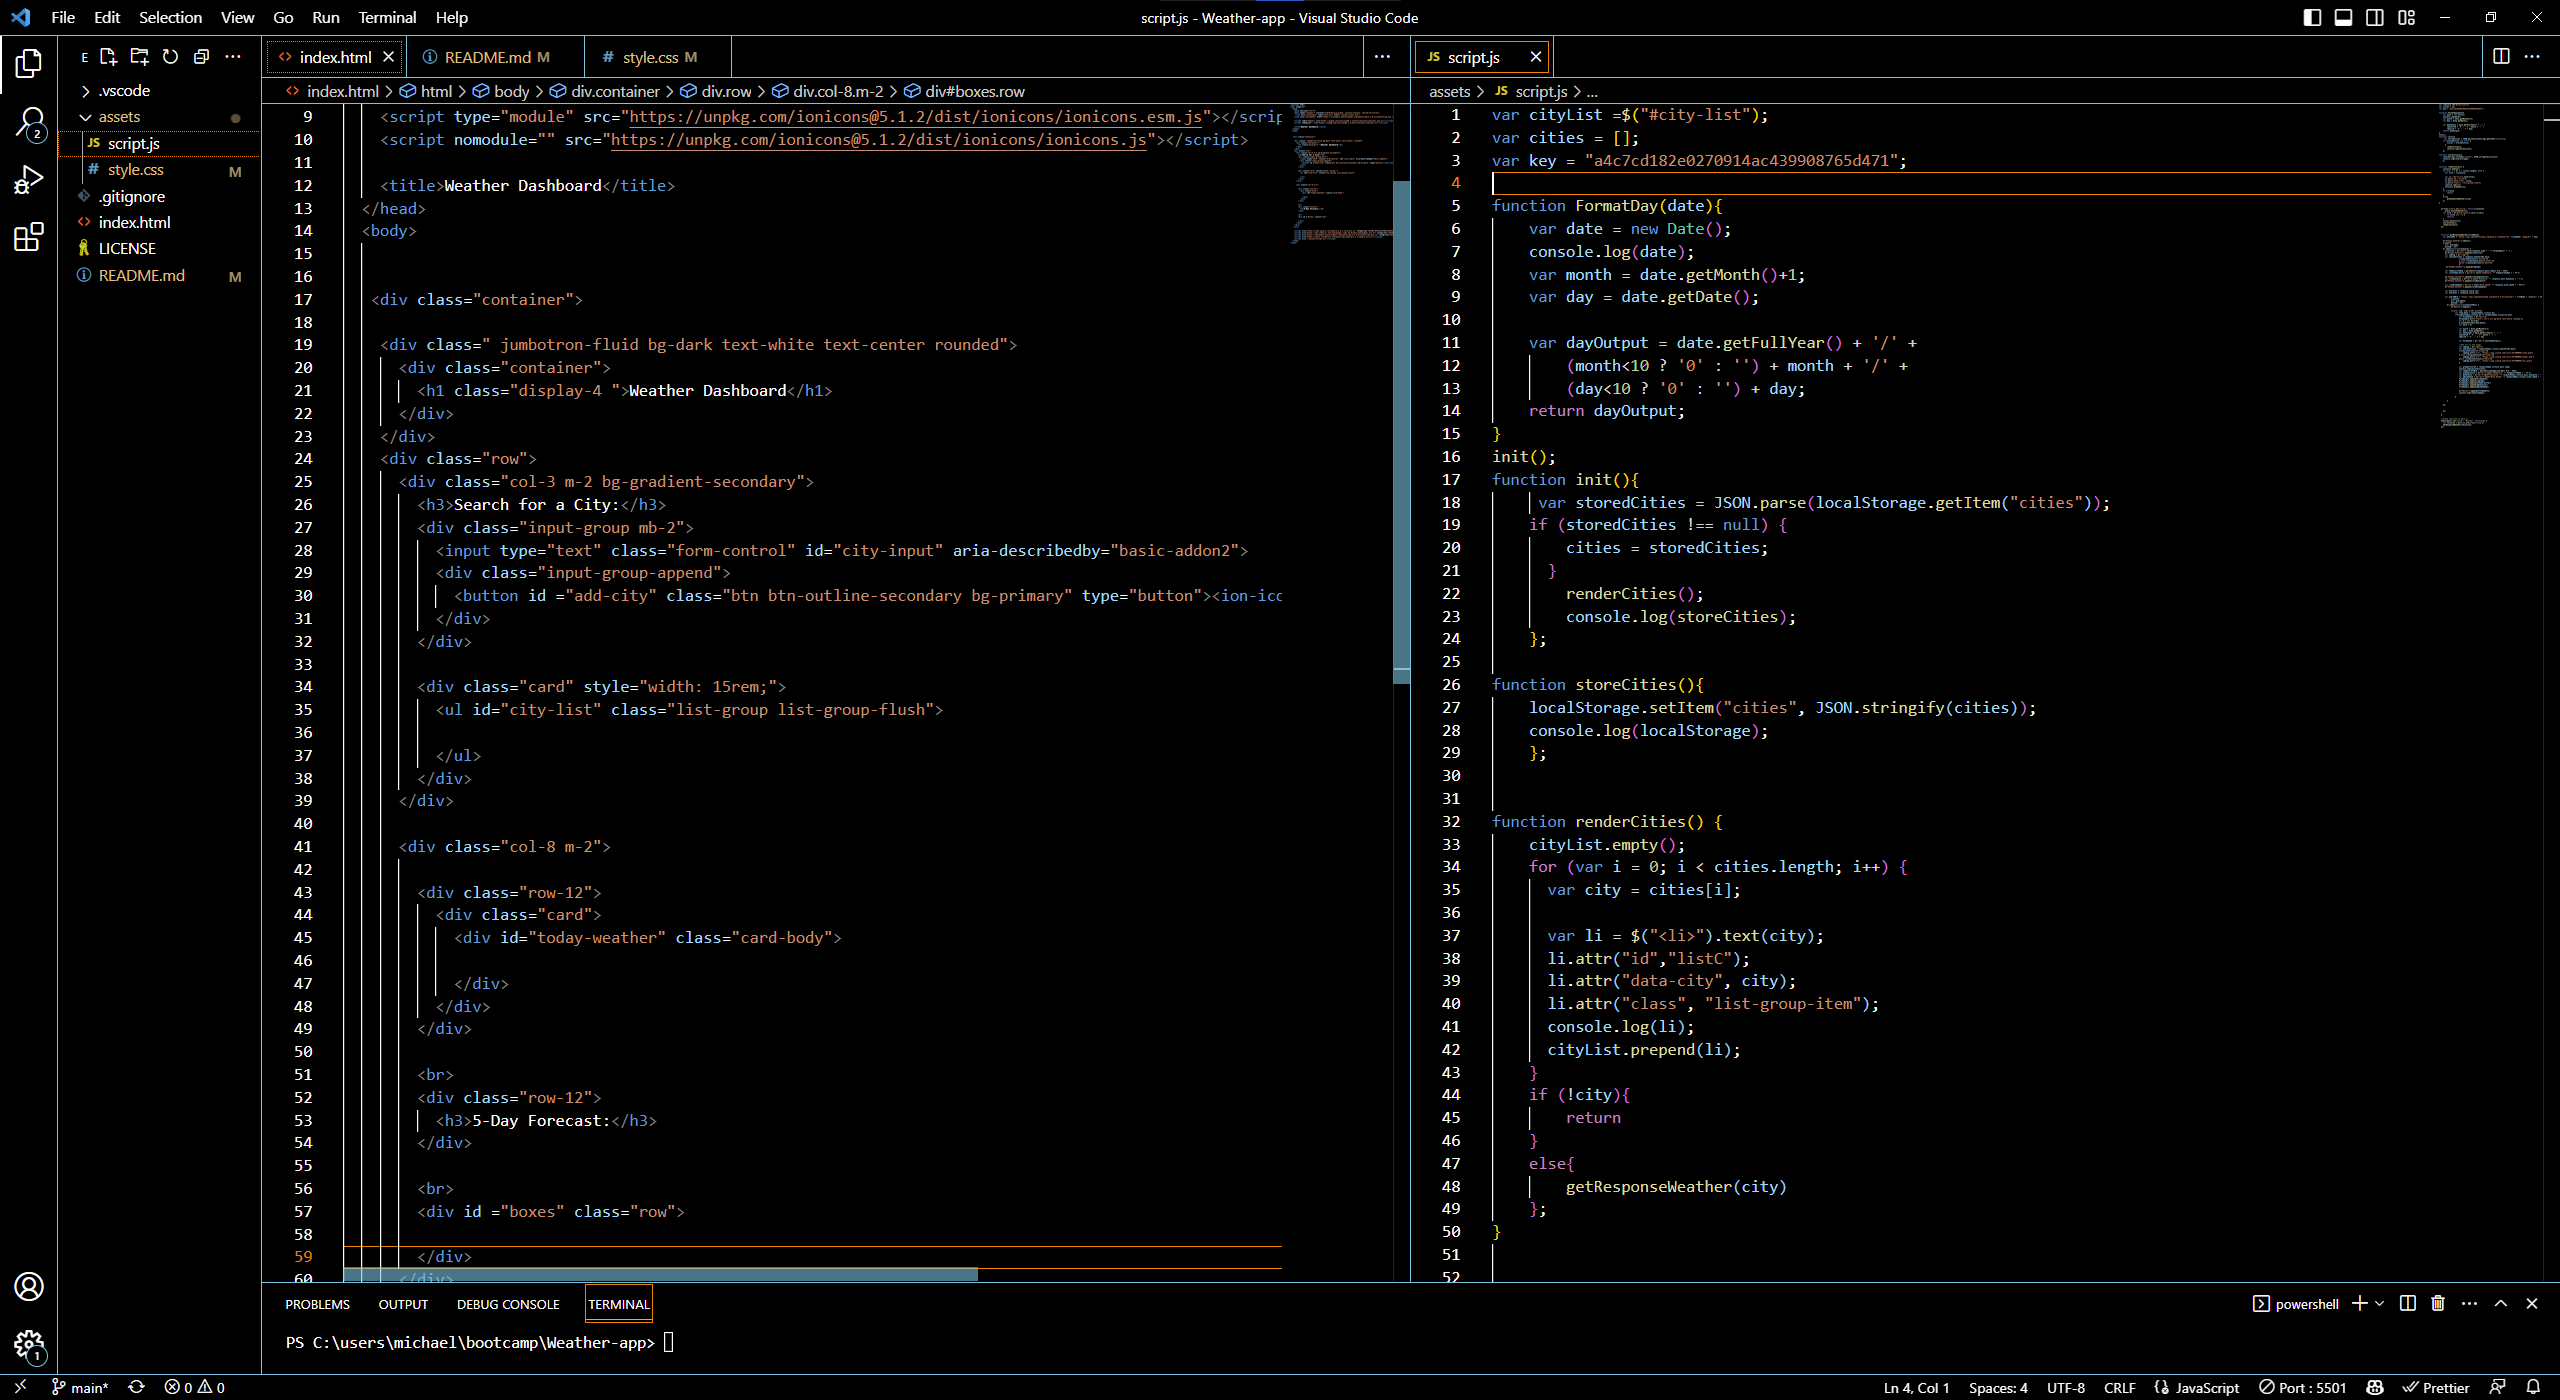 File Edit Selection View Go Run Terminal Help
script.js - Weather-app - Visual Studio Code
E
.vscode
assets
JS script.js
# style.css M
.gitignore
index.html
LICENSE
README.md M
2
1
index.html
README.md M
# style.css M
index.html > html > body > div.container > div.row > div.col-8.m-2 > div#boxes.row
9 <script type="module" src="https://unpkg.com/ionicons@5.1.2/dist/ionicons/ionicons.esm.js"></scrip
10 <script nomodule="" src="https://unpkg.com/ionicons@5.1.2/dist/ionicons/ionicons.js"></script>
11
12 <title>Weather Dashboard</title>
13 </head>
14 <body>
15
16
17 <div class="container">
18
19 <div class=" jumbotron-fluid bg-dark text-white text-center rounded">
20 <div class="container">
21 <h1 class="display-4 ">Weather Dashboard</h1>
22 </div>
23 </div>
24 <div class="row">
25 <div class="col-3 m-2 bg-gradient-secondary">
26 <h3>Search for a City:</h3>
27 <div class="input-group mb-2">
28 <input type="text" class="form-control" id="city-input" aria-describedby="basic-addon2">
29 <div class="input-group-append">
30 <button id ="add-city" class="btn btn-outline-secondary bg-primary" type="button"><ion-icc
31 </div>
32 </div>
33
34 <div class="card" style="width: 15rem;">
35 <ul id="city-list" class="list-group list-group-flush">
36
37 </ul>
38 </div>
39 </div>
40
41 <div class="col-8 m-2">
42
43 <div class="row-12">
44 <div class="card">
45 <div id="today-weather" class="card-body">
46
47 </div>
48 </div>
49 </div>
50
51 <br>
52 <div class="row-12">
53 <h3>5-Day Forecast:</h3>
54 </div>
55
56 <br>
57 <div id ="boxes" class="row">
58
59 </div>
60 </div>
JS script.js
assets > JS script.js > ...
1 var cityList =$("#city-list");
2 var cities = [];
3 var key = "a4c7cd182e0270914ac439908765d471";
4
5 function FormatDay(date){
6 var date = new Date();
7 console.log(date);
8 var month = date.getMonth()+1;
9 var day = date.getDate();
10
11 var dayOutput = date.getFullYear() + '/' +
12 (month<10 ? '0' : '') + month + '/' +
13 (day<10 ? '0' : '') + day;
14 return dayOutput;
15 }
16 init();
17 function init(){
18 var storedCities = JSON.parse(localStorage.getItem("cities"));
19 if (storedCities !== null) {
20 cities = storedCities;
21 }
22 renderCities();
23 console.log(storeCities);
24 };
25
26 function storeCities(){
27 localStorage.setItem("cities", JSON.stringify(cities));
28 console.log(localStorage);
29 };
30
31
32 function renderCities() {
33 cityList.empty();
34 for (var i = 0; i < cities.length; i++) {
35 var city = cities[i];
36
37 var li = $("<li>").text(city);
38 li.attr("id","listC");
39 li.attr("data-city", city);
40 li.attr("class", "list-group-item");
41 console.log(li);
42 cityList.prepend(li);
43 }
44 if (!city){
45 return
46 }
47 else{
48 getResponseWeather(city)
49 };
50 }
51
52
PROBLEMS OUTPUT DEBUG CONSOLE TERMINAL
powershell
PS C:\users\michael\bootcamp\Weather-app>
main* 0 0
Ln 4, Col 1 Spaces: 4 UTF-8 CRLF JavaScript Port : 5501 Prettier